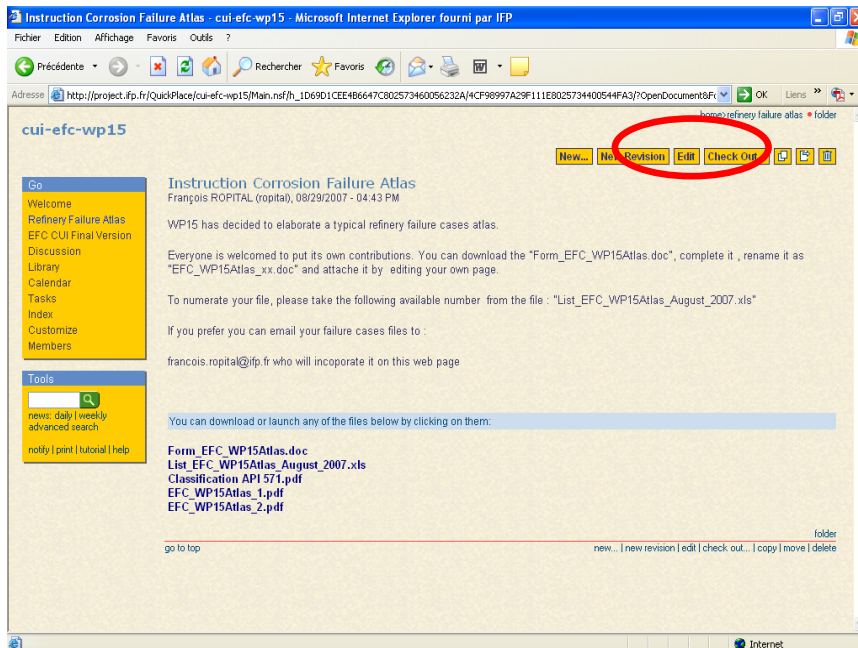 Instruction Corrosion Failure Atlas - cui-efc-wp15 - Microsoft Internet Explorer fourni par IFP
Fichier Edition Affichage Favoris Outils ?
Précédente Rechercher Favoris
Adresse http://project.ifp.fr/QuickPlace/cui-efc-wp15/Main.nsf/h_1D69D1CEE4B6647C802573460056232A/4CF98997A29F111E8025734400544FA3/?OpenDocument&Fo OK Liens »
home>refinery failure atlas • folder
cui-efc-wp15
New... New Revision Edit Check Out...
Go
Welcome
Refinery Failure Atlas
EFC CUI Final Version
Discussion
Library
Calendar
Tasks
Index
Customize
Members
Tools
news: daily | weekly
advanced search
notify | print | tutorial | help
Instruction Corrosion Failure Atlas
François ROPITAL (ropital), 08/29/2007 - 04:43 PM
WP15 has decided to elaborate a typical refinery failure cases atlas.
Everyone is welcomed to put its own contributions. You can download the "Form_EFC_WP15Atlas.doc", complete it , rename it as
"EFC_WP15Atlas_xx.doc" and attache it by editing your own page.
To numerate your file, please take the following available number from the file : "List_EFC_WP15Atlas_August_2007.xls"
If you prefer you can email your failure cases files to :
francois.ropital@ifp.fr who will incoporate it on this web page
You can download or launch any of the files below by clicking on them:
Form_EFC_WP15Atlas.doc
List_EFC_WP15Atlas_August_2007.xls
Classification API 571.pdf
EFC_WP15Atlas_1.pdf
EFC_WP15Atlas_2.pdf
folder
go to top
new... | new revision | edit | check out... | copy | move | delete
Internet